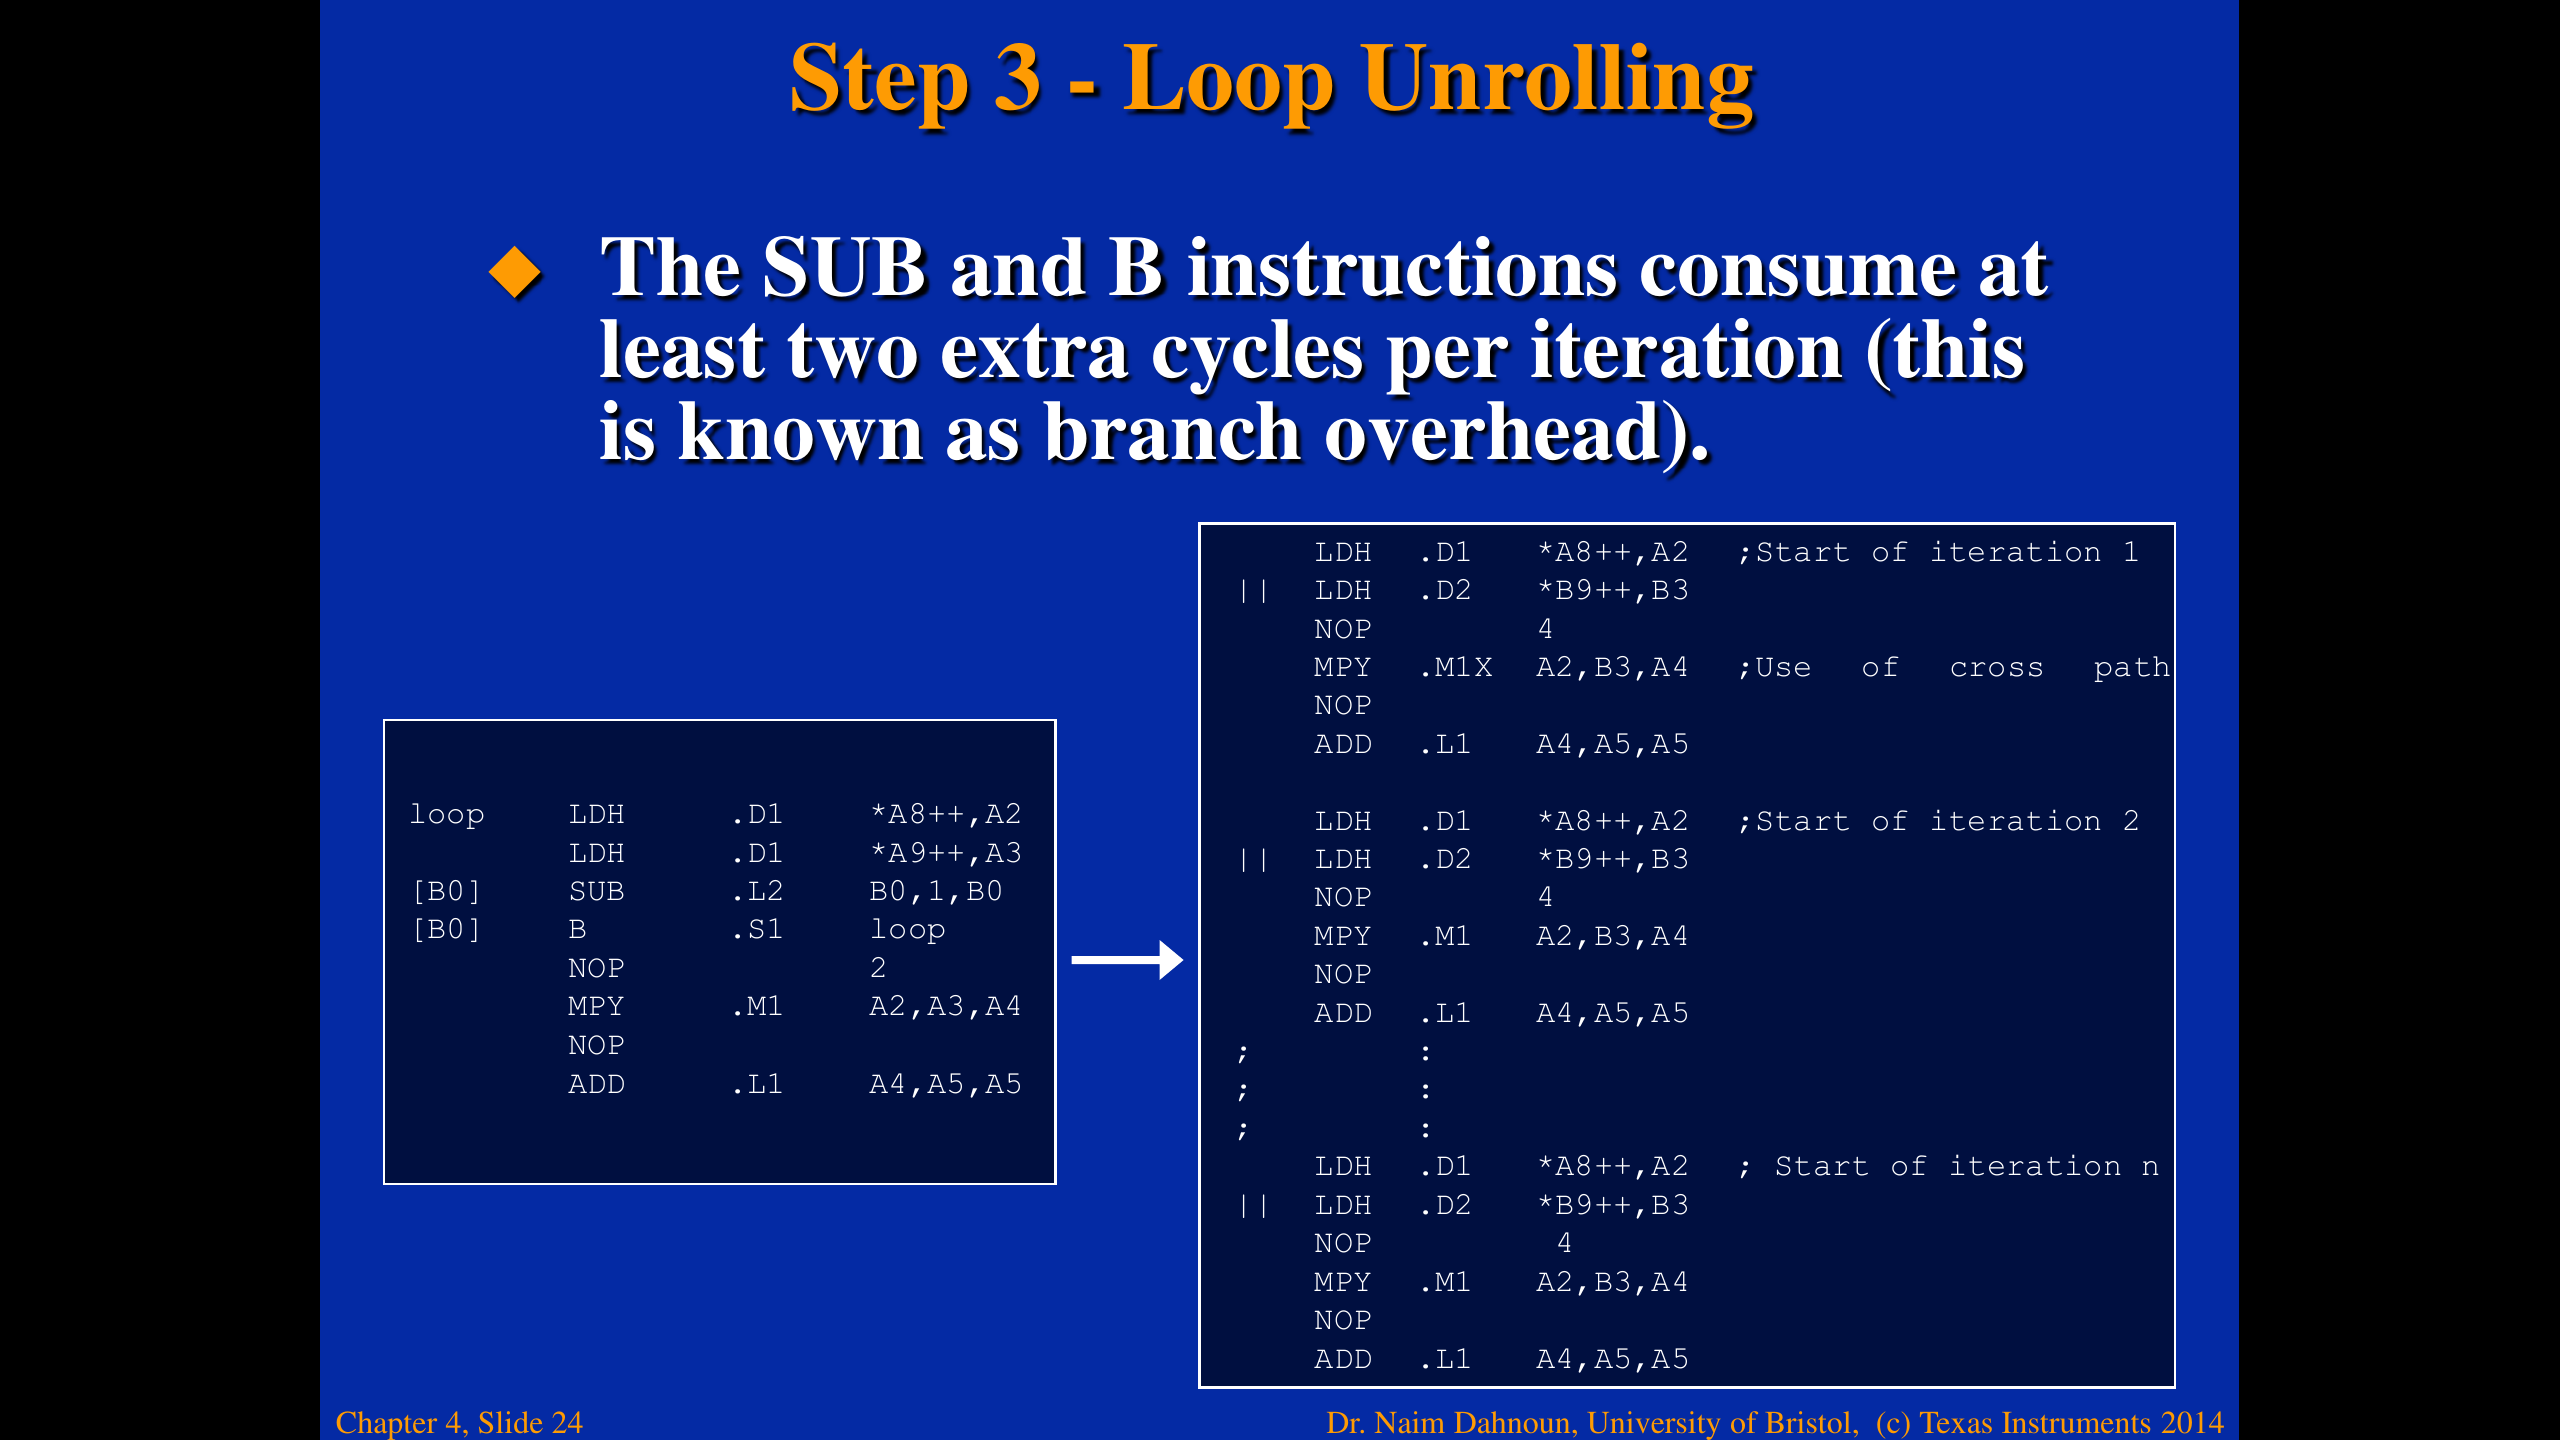 Step 3 - Loop Unrolling
◆ The SUB and B instructions consume at
least two extra cycles per iteration (this
is known as branch overhead).
loop LDH .D1 *A8++,A2
LDH .D1 *A9++,A3
[B0] SUB .L2 B0,1,B0
[B0] B .S1 loop
NOP 2
MPY .M1 A2,A3,A4
NOP
ADD .L1 A4,A5,A5
LDH .D1 *A8++,A2 ;Start of iteration 1
|| LDH .D2 *B9++,B3
NOP 4
MPY .M1X A2,B3,A4 ;Use of cross path
NOP
ADD .L1 A4,A5,A5
LDH .D1 *A8++,A2 ;Start of iteration 2
|| LDH .D2 *B9++,B3
NOP 4
MPY .M1 A2,B3,A4
NOP
ADD .L1 A4,A5,A5
; :
; :
; :
LDH .D1 *A8++,A2 ; Start of iteration n
|| LDH .D2 *B9++,B3
NOP 4
MPY .M1 A2,B3,A4
NOP
ADD .L1 A4,A5,A5
Chapter 4, Slide 24
Dr. Naim Dahnoun, University of Bristol, (c) Texas Instruments 2014